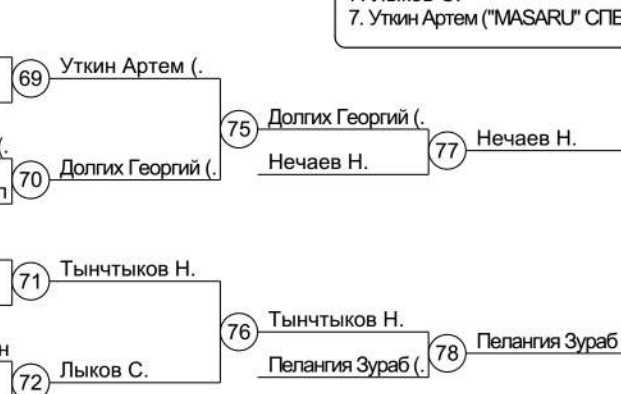 7. Уткин Артем ("MASARU" СПЕ
69 Уткин Артем (.
75 Долгих Георгий (.
77 Нечаев Н.
Нечаев Н.
70 Долгих Георгий (.
71 Тынчтыков Н.
76 Тынчтыков Н.
78 Пелангия Зураб
Пелангия Зураб (.
72 Лыков С.